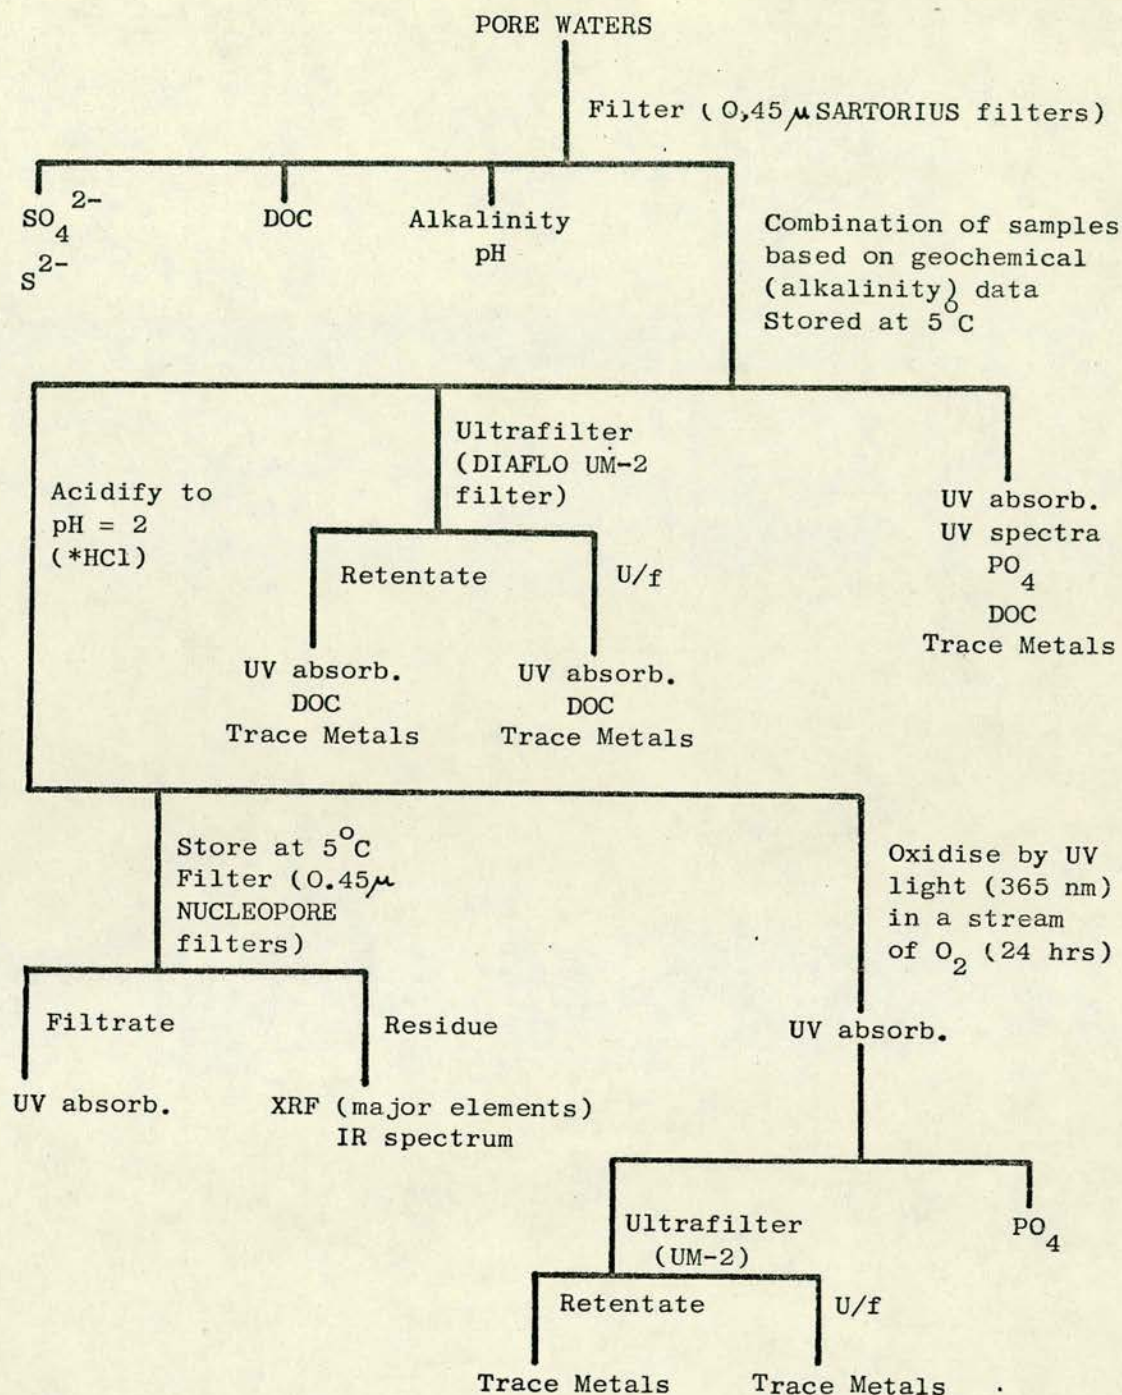 PORE WATERS
Filter (0,45μ SARTORIUS filters)
SO4 2-
S 2-
DOC
Alkalinity
pH
Combination of samples
based on geochemical
(alkalinity) data
Stored at 5°C
Acidify to
pH = 2
(*HCl)
Ultrafilter
(DIAFLO UM-2
filter)
Retentate
U/f
UV absorb.
DOC
Trace Metals
UV absorb.
DOC
Trace Metals
UV absorb.
UV spectra
PO4
DOC
Trace Metals
Store at 5°C
Filter (0.45μ
NUCLEOPORE
filters)
Filtrate
Residue
UV absorb.
XRF (major elements)
IR spectrum
Oxidise by UV
light (365 nm)
in a stream
of O2 (24 hrs)
UV absorb.
Ultrafilter
(UM-2)
PO4
Retentate
U/f
Trace Metals
Trace Metals